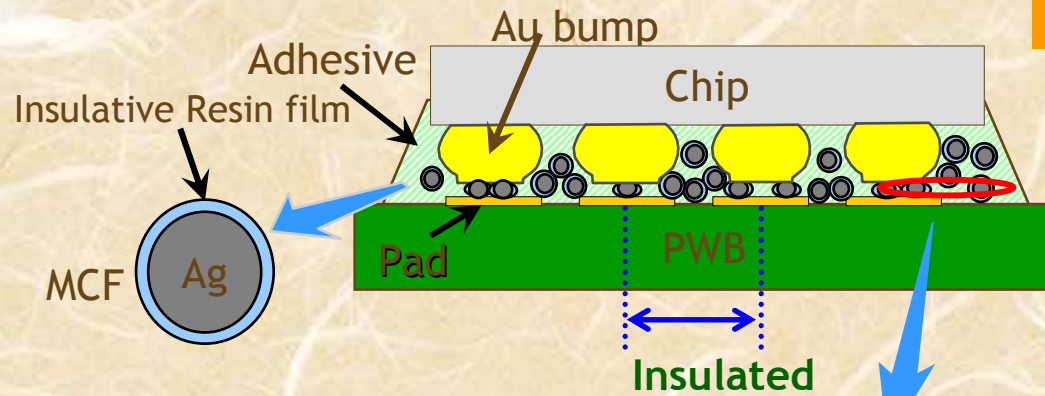 Au bump
Adhesive
Chip
Insulative Resin film
MCF
Ag
Pad
PWB
Insulated